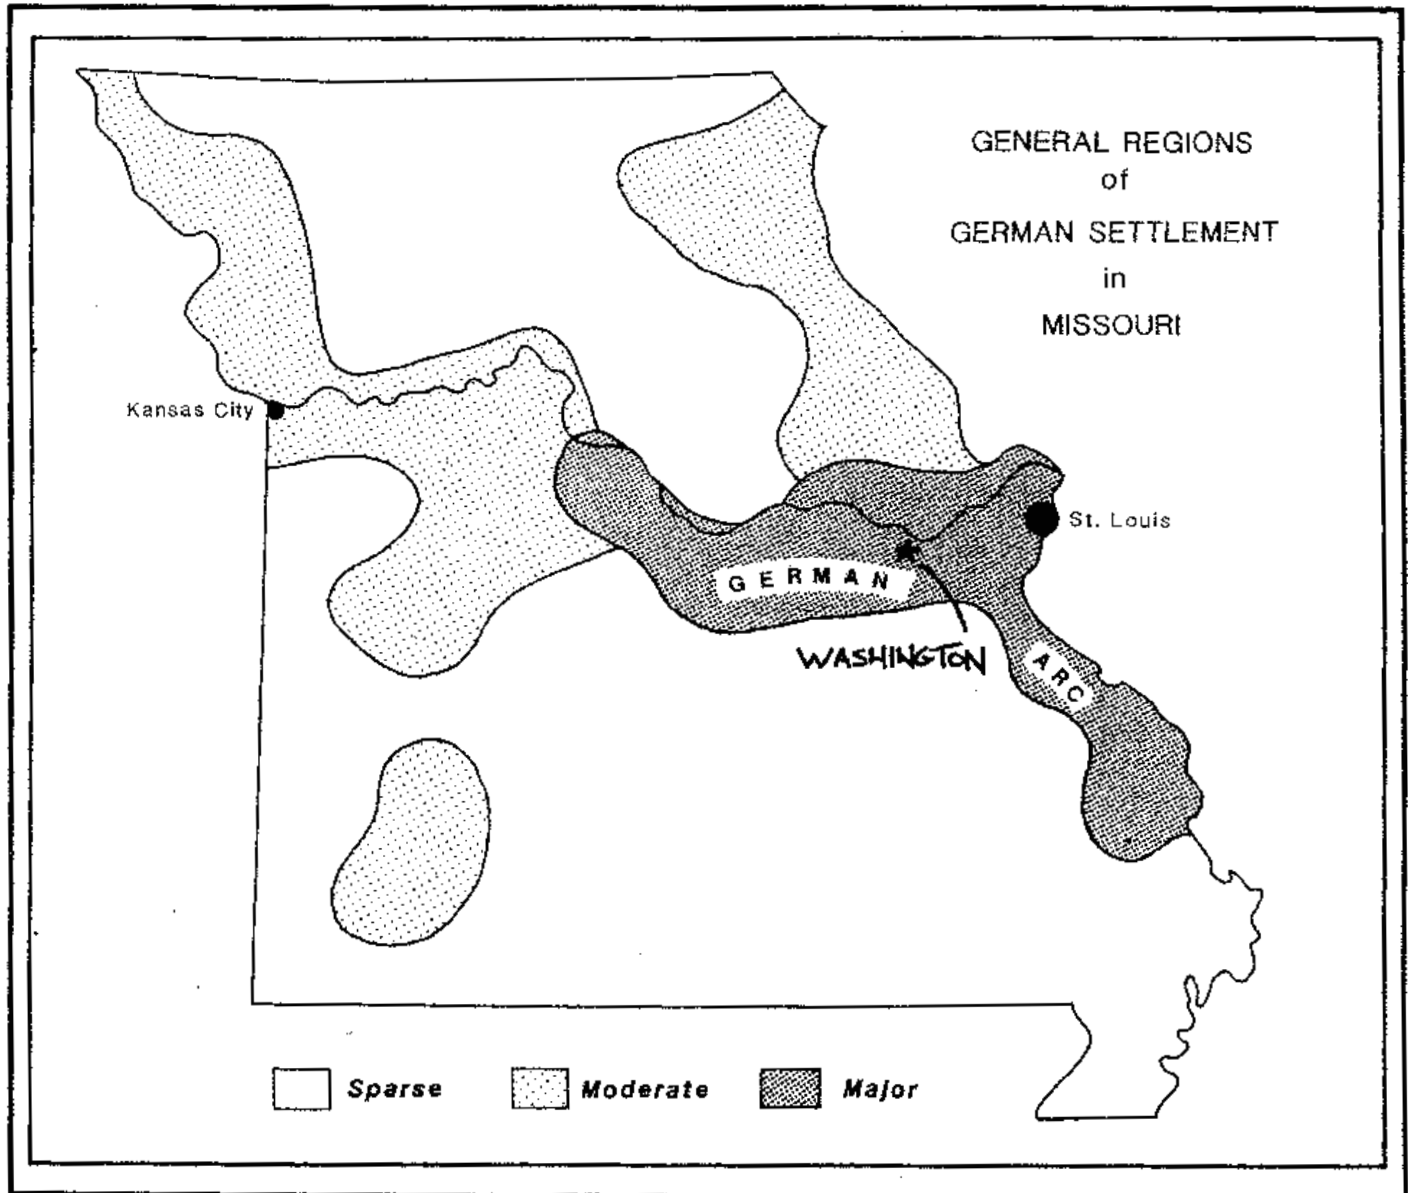 GENERAL REGIONS
of
GERMAN SETTLEMENT
in
MISSOURI
Kansas City
St. Louis
GERMAN
WASHINGTON
ARC
Sparse
Moderate
Major